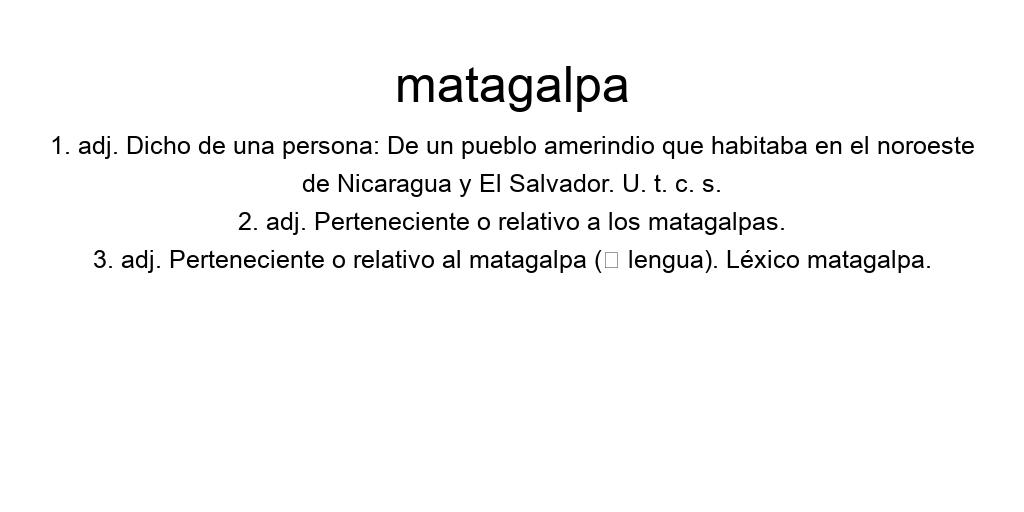 matagalpa
1. adj. Dicho de una persona: De un pueblo amerindio que habitaba en el noroeste
de Nicaragua y El Salvador. U. t. c. s.
2. adj. Perteneciente o relativo a los matagalpas.
3. adj. Perteneciente o relativo al matagalpa (□ lengua). Léxico matagalpa.